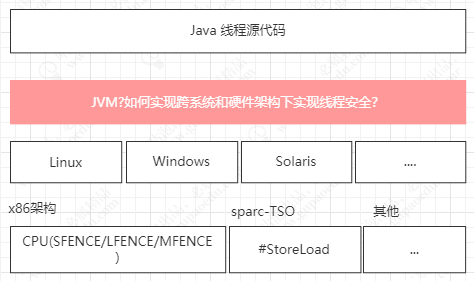 Java 线程源代码
JVM?如何实现跨系统和硬件架构下实现线程安全?
Linux Windows Solaris ....
x86架构 sparc-TSO 其他
CPU(SFENCE/LFENCE/MFENCE
) #StoreLoad ...